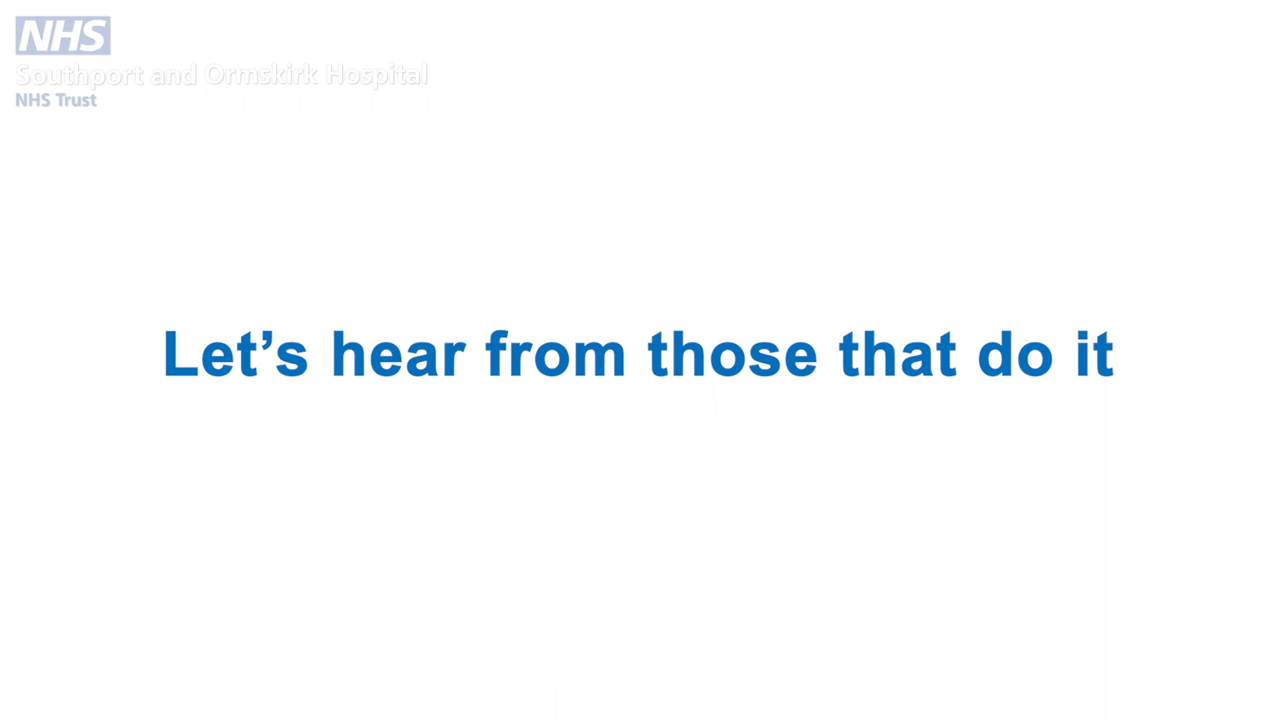 NHS
Southport and Ormskirk Hospital
NHS Trust
Let’s hear from those that do it